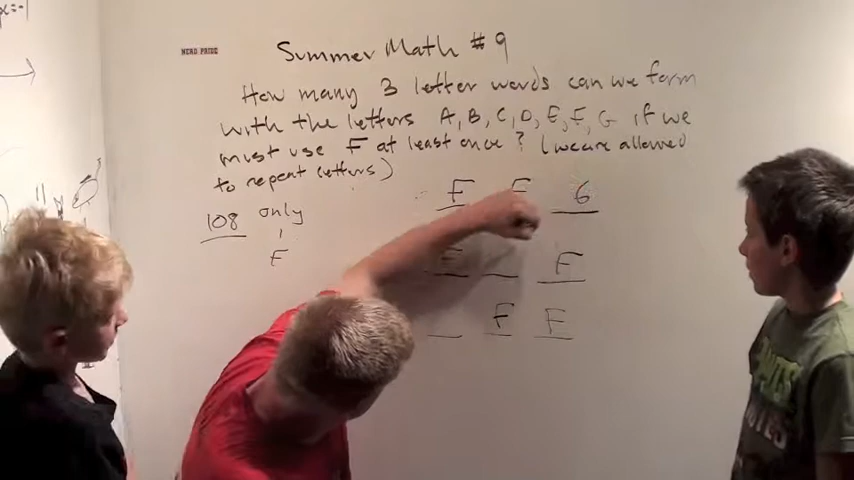 NERD PRIDE
Summer Math #9
How many 3 letter words can we form
with the letters A, B, C, D, E, F, G if we
must use F at least once? (we are allowed
to repeat letters)
108 only
1
F
F F 6
F _ F
_ F F